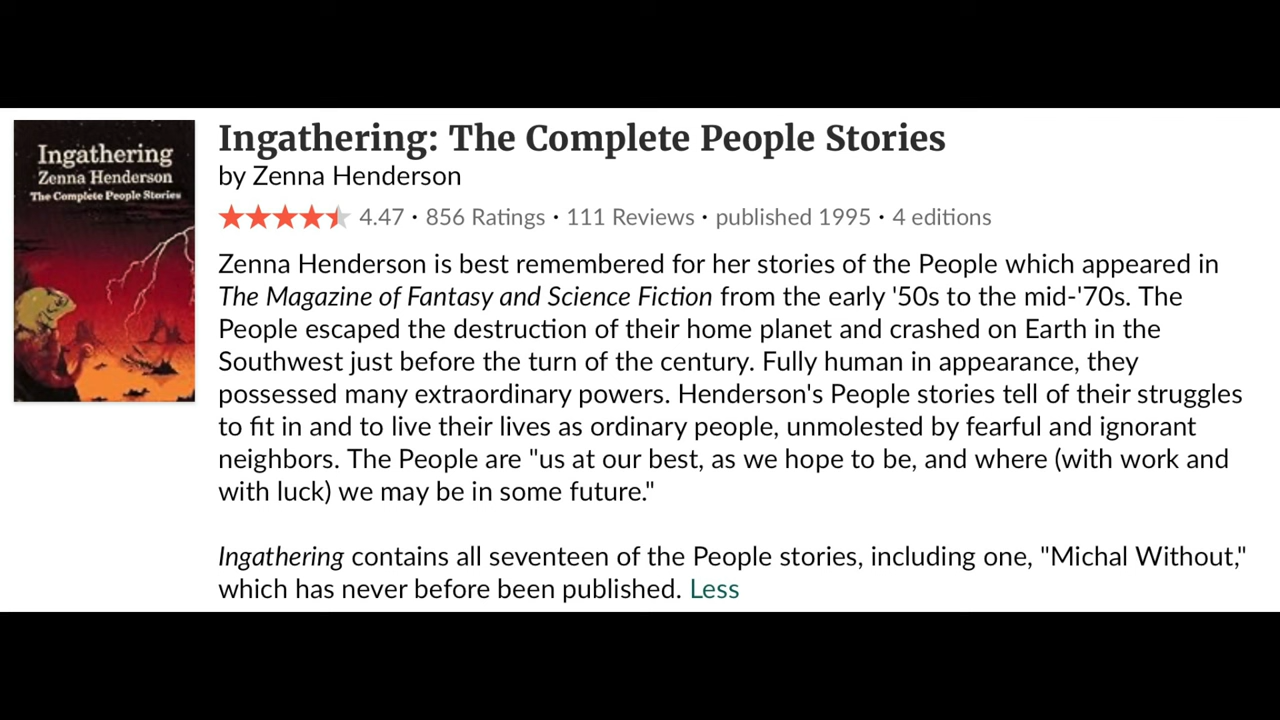 Ingathering
Zenna Henderson
The Complete People Stories
Ingathering: The Complete People Stories
by Zenna Henderson
4.47 • 856 Ratings • 111 Reviews • published 1995 • 4 editions
Zenna Henderson is best remembered for her stories of the People which appeared in
The Magazine of Fantasy and Science Fiction from the early '50s to the mid-'70s. The
People escaped the destruction of their home planet and crashed on Earth in the
Southwest just before the turn of the century. Fully human in appearance, they
possessed many extraordinary powers. Henderson's People stories tell of their struggles
to fit in and to live their lives as ordinary people, unmolested by fearful and ignorant
neighbors. The People are "us at our best, as we hope to be, and where (with work and
with luck) we may be in some future."
Ingathering contains all seventeen of the People stories, including one, "Michal Without,"
which has never before been published. Less